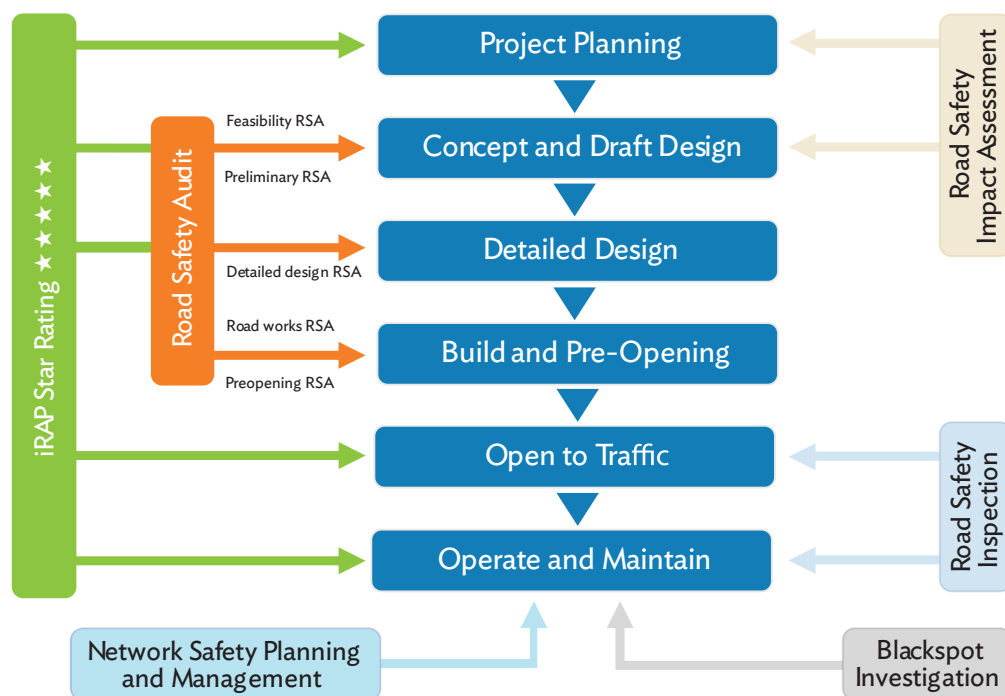 iRAP Star Rating ★★★★★★
Road Safety Audit
Feasibility RSA
Preliminary RSA
Detailed design RSA
Road works RSA
Preopening RSA
Project Planning
Concept and Draft Design
Detailed Design
Build and Pre-Opening
Open to Traffic
Operate and Maintain
Road Safety
Impact Assessment
Road Safety
Inspection
Network Safety Planning
and Management
Blackspot
Investigation